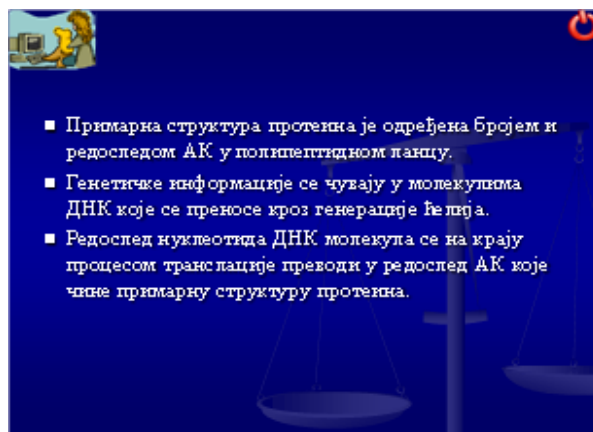 Примарна структура протеина је одређена бројем и
редоследом АК у полипептидном ланцу.
Генетичке информације се чувају у молекулима
ДНК које се преносе кроз генерације ћелија.
Редослед нуклеотида ДНК молекула се на крају
процесом транслације преводи у редослед АК које
чине примарну структуру протеина.